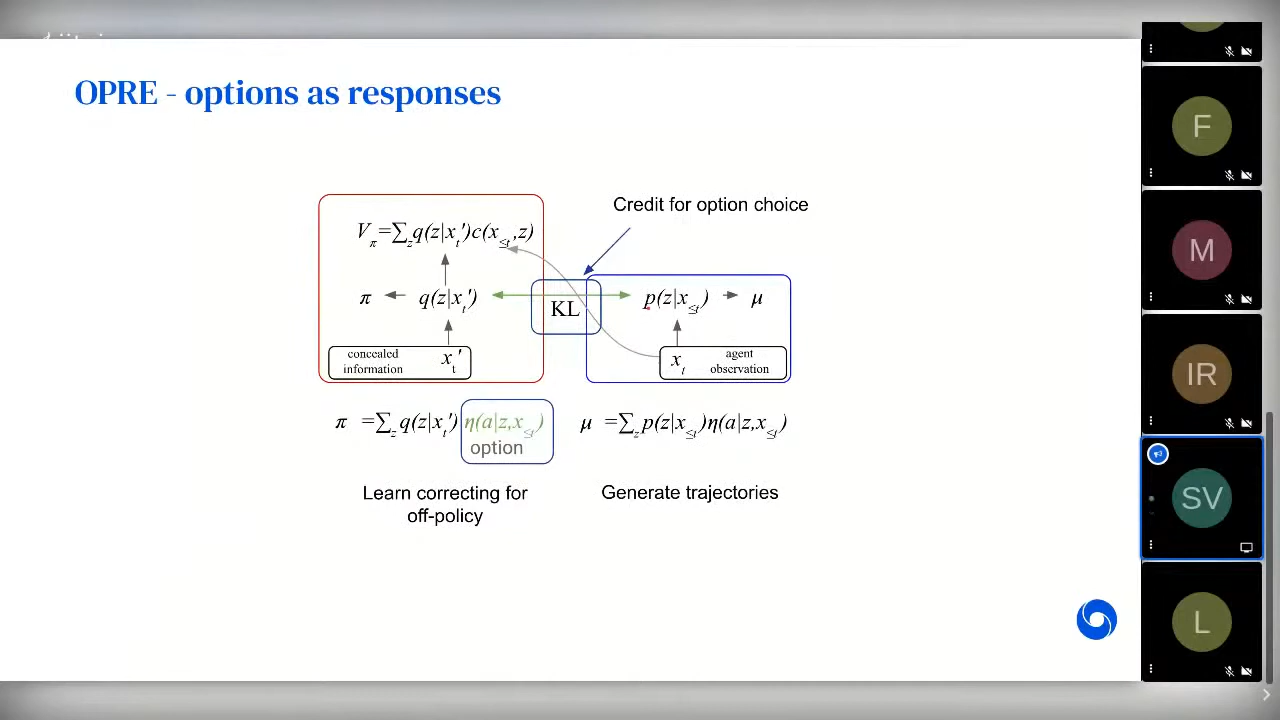 OPRE - options as responses
Credit for option choice
V_π=∑_z q(z|x_t')c(x_≤t,z)
π
q(z|x_t')
KL
p(z|x_≤t)
μ
concealed
information
x_t'
x_t
agent
observation
π =∑_z q(z|x_t') η(a|z,x_≤t)
option
μ =∑_z p(z|x_≤t)η(a|z,x_≤t)
Learn correcting for
off-policy
Generate trajectories
F
M
IR
SV
L